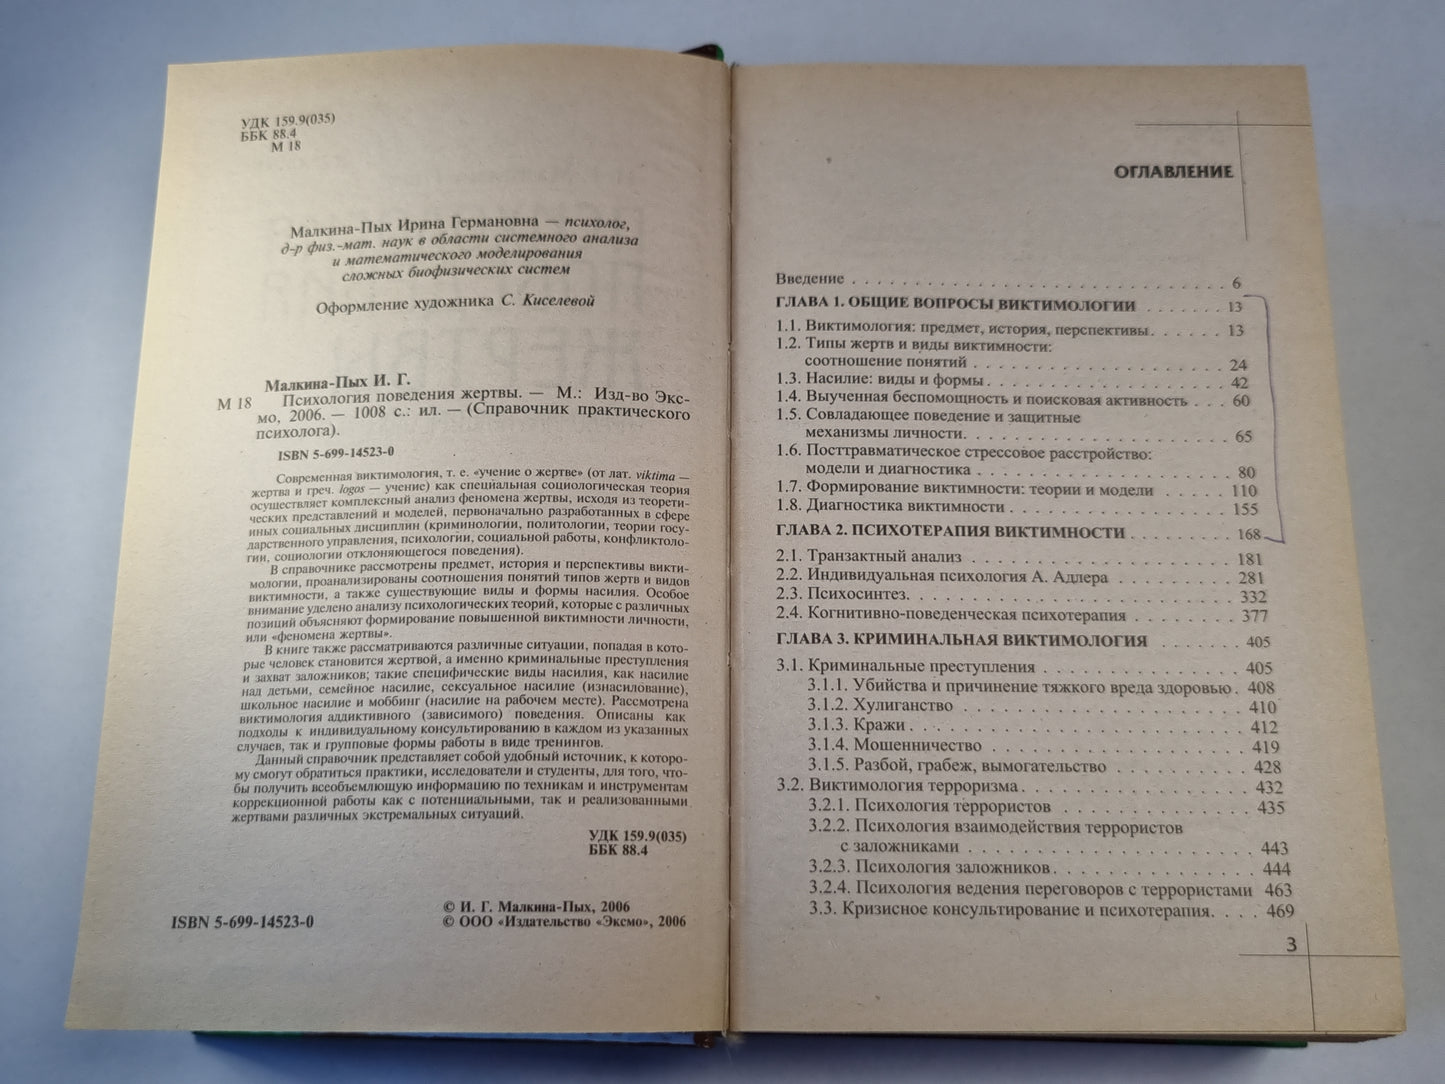 УДК 159.9(035)
ББК 88.4
М 18
Малкина-Пых Ирина Германовна — психолог,
д-р физ.-мат. наук в области системного анализа
и математического моделирования
сложных биофизических систем
Оформление художника С. Киселевой
Малкина-Пых И. Г.
М 18 Психология поведения жертвы. — М.: Изд-во Экс-
мо, 2006. — 1008 с.: ил. — (Справочник практического
психолога).
ISBN 5-699-14523-0
Современная виктимология, т. е. «учение о жертве» (от лат. viktima —
жертва и греч. logos — учение) как специальная социологическая теория
осуществляет комплексный анализ феномена жертвы, исходя из теорети-
ческих представлений и моделей, первоначально разработанных в сфере
иных социальных дисциплин (криминологии, политологии, теории госу-
дарственного управления, психологии, социальной работы, конфликтоло-
гии, социологии отклоняющегося поведения).
В справочнике рассмотрены предмет, история и перспективы викти-
мологии, проанализированы соотношения понятий типов жертв и видов
виктимности, а также существующие виды и формы насилия. Особое
внимание уделено анализу психологических теорий, которые с различных
позиций объясняют формирование повышенной виктимности личности,
или «феномена жертвы».
В книге также рассматриваются различные ситуации, попадая в кото-
рые человек становится жертвой, а именно криминальные преступления
и захват заложников; такие специфические виды насилия, как насилие
над детьми, семейное насилие, сексуальное насилие (изнасилование),
школьное насилие и моббинг (насилие на рабочем месте). Рассмотрена
виктимология аддиктивного (зависимого) поведения. Описаны как
подходы к индивидуальному консультированию в каждом из указанных
случаев, так и групповые формы работы в виде тренингов.
Данный справочник представляет собой удобный источник, к которо-
му смогут обратиться практики, исследователи и студенты, для того, что-
бы получить всеобъемлющую информацию по техникам и инструментам
коррекционной работы как с потенциальными, так и реализованными
жертвами различных экстремальных ситуаций.
УДК 159.9(035)
ББК 88.4
© И. Г. Малкина-Пых, 2006
ISBN 5-699-14523-0 © ООО «Издательство «Эксмо», 2006
ОГЛАВЛЕНИЕ
Введение . . . . . . . . . . . . . . . . . . . . . . . . . . . . . . 6
ГЛАВА 1. ОБЩИЕ ВОПРОСЫ ВИКТИМОЛОГИИ . . . . . . . 13
1.1. Виктимология: предмет, история, перспективы. . . . . . . 13
1.2. Типы жертв и виды виктимности:
соотношение понятий . . . . . . . . . . . . . . . . . . . . . 24
1.3. Насилие: виды и формы . . . . . . . . . . . . . . . . . . . . 42
1.4. Выученная беспомощность и поисковая активность . . . 60
1.5. Совладающее поведение и защитные
механизмы личности. . . . . . . . . . . . . . . . . . . . . . 65
1.6. Посттравматическое стрессовое расстройство:
модели и диагностика . . . . . . . . . . . . . . . . . . . . . 80
1.7. Формирование виктимности: теории и модели . . . . . . 110
1.8. Диагностика виктимности . . . . . . . . . . . . . . . . . . . 155
ГЛАВА 2. ПСИХОТЕРАПИЯ ВИКТИМНОСТИ . . . . . . . . . 168
2.1. Транзактный анализ . . . . . . . . . . . . . . . . . . . . . . 181
2.2. Индивидуальная психология А. Адлера . . . . . . . . . . . 281
2.3. Психосинтез. . . . . . . . . . . . . . . . . . . . . . . . . . . 332
2.4. Когнитивно-поведенческая психотерапия . . . . . . . . . 377
ГЛАВА 3. КРИМИНАЛЬНАЯ ВИКТИМОЛОГИЯ . . . . . . . 405
3.1. Криминальные преступления . . . . . . . . . . . . . . . . . 405
3.1.1. Убийства и причинение тяжкого вреда здоровью . 408
3.1.2. Хулиганство . . . . . . . . . . . . . . . . . . . . . . . 410
3.1.3. Кражи . . . . . . . . . . . . . . . . . . . . . . . . . . . 412
3.1.4. Мошенничество . . . . . . . . . . . . . . . . . . . . . 419
3.1.5. Разбой, грабеж, вымогательство . . . . . . . . . . . 428
3.2. Виктимология терроризма . . . . . . . . . . . . . . . . . . . 432
3.2.1. Психология террористов . . . . . . . . . . . . . . . . 435
3.2.2. Психология взаимодействия террористов
с заложниками . . . . . . . . . . . . . . . . . . . . . . 443
3.2.3. Психология заложников . . . . . . . . . . . . . . . . 444
3.2.4. Психология ведения переговоров с террористами 463
3.3. Кризисное консультирование и психотерапия. . . . . 469
3